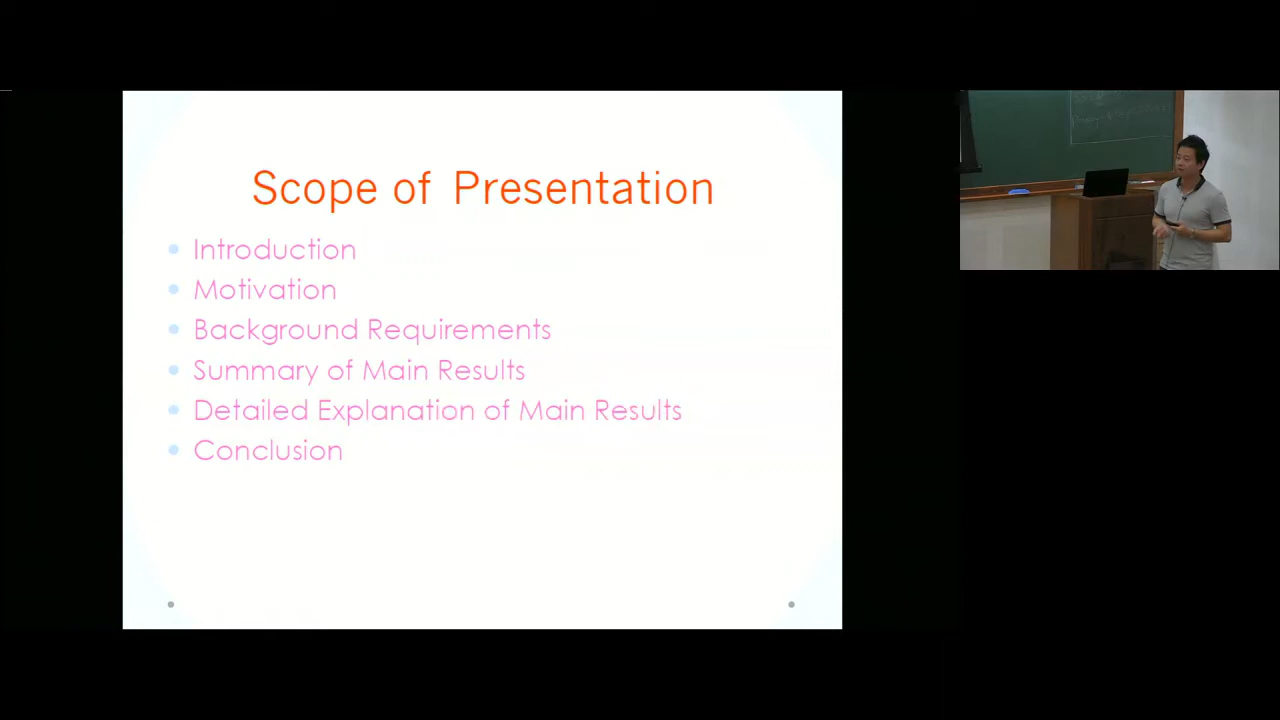 Scope of Presentation
Introduction
Motivation
Background Requirements
Summary of Main Results
Detailed Explanation of Main Results
Conclusion